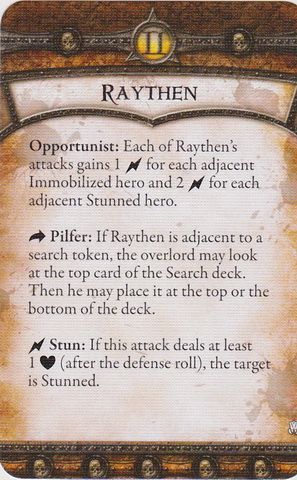 II
RAYTHEN
Opportunist: Each of Raythen's
attacks gains 1 for each adjacent
Immobilized hero and 2 for each
adjacent Stunned hero.
Pilfer: If Raythen is adjacent to a
search token, the overlord may look
at the top card of the Search deck.
Then he may place it at the top or the
bottom of the deck.
Stun: If this attack deals at least
1 (after the defense roll), the target
is Stunned.